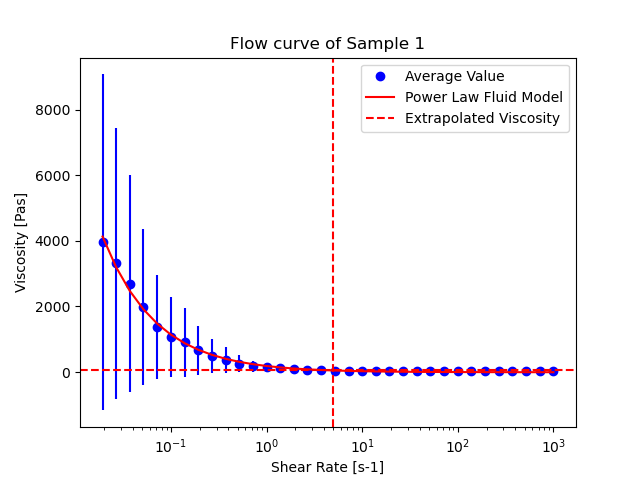 Flow curve of Sample 1
Average Value
Power Law Fluid Model
Extrapolated Viscosity
8000
6000
4000
2000
0
Viscosity [Pas]
10⁻¹
10⁰
10¹
10²
10³
Shear Rate [s-1]